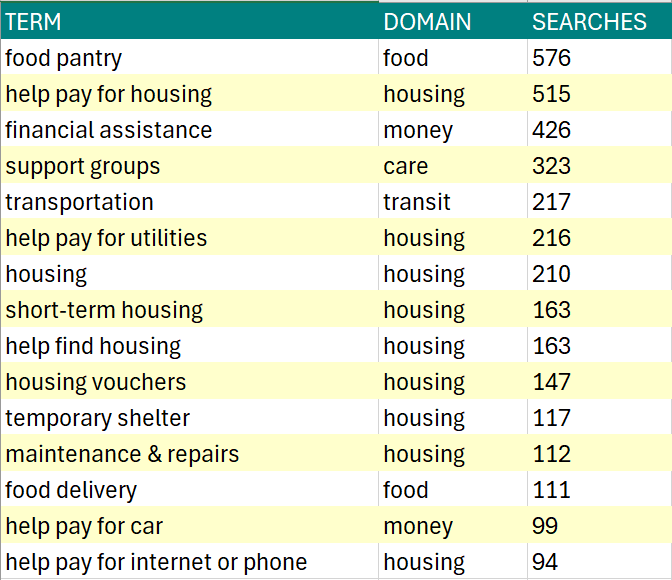 TERM DOMAIN SEARCHES
food pantry food 576
help pay for housing housing 515
financial assistance money 426
support groups care 323
transportation transit 217
help pay for utilities housing 216
housing housing 210
short-term housing housing 163
help find housing housing 163
housing vouchers housing 147
temporary shelter housing 117
maintenance & repairs housing 112
food delivery food 111
help pay for car money 99
help pay for internet or phone housing 94